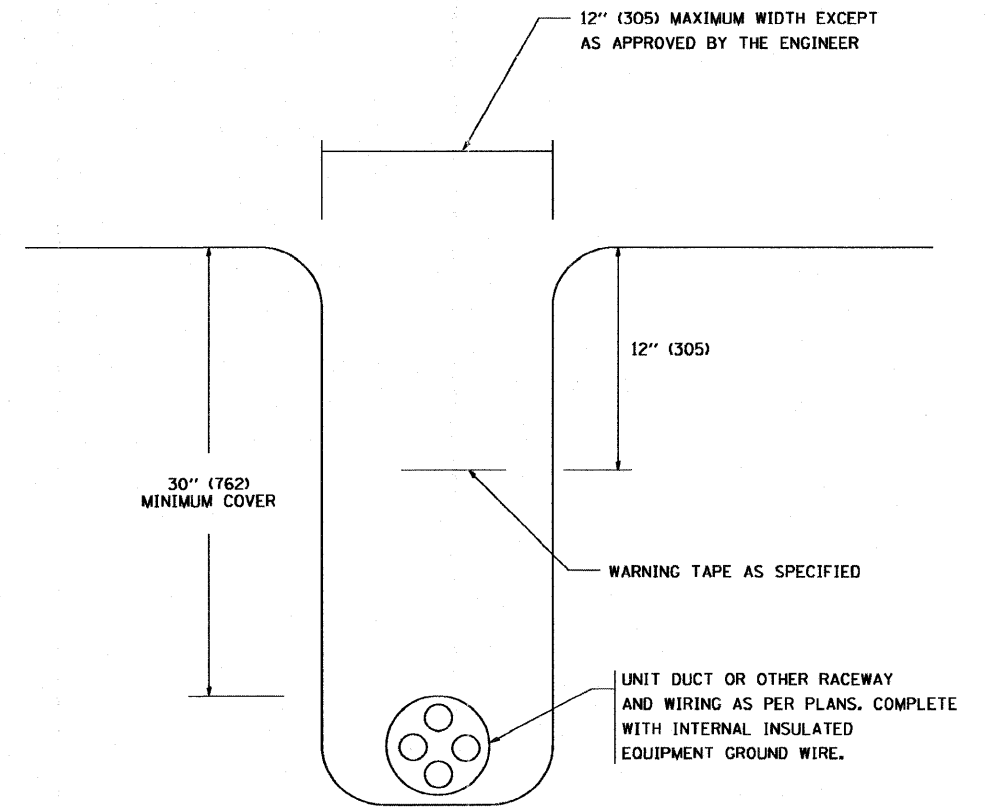 12" (305) MAXIMUM WIDTH EXCEPT
AS APPROVED BY THE ENGINEER
12" (305)
30" (762)
MINIMUM COVER
WARNING TAPE AS SPECIFIED
UNIT DUCT OR OTHER RACEWAY
AND WIRING AS PER PLANS. COMPLETE
WITH INTERNAL INSULATED
EQUIPMENT GROUND WIRE.